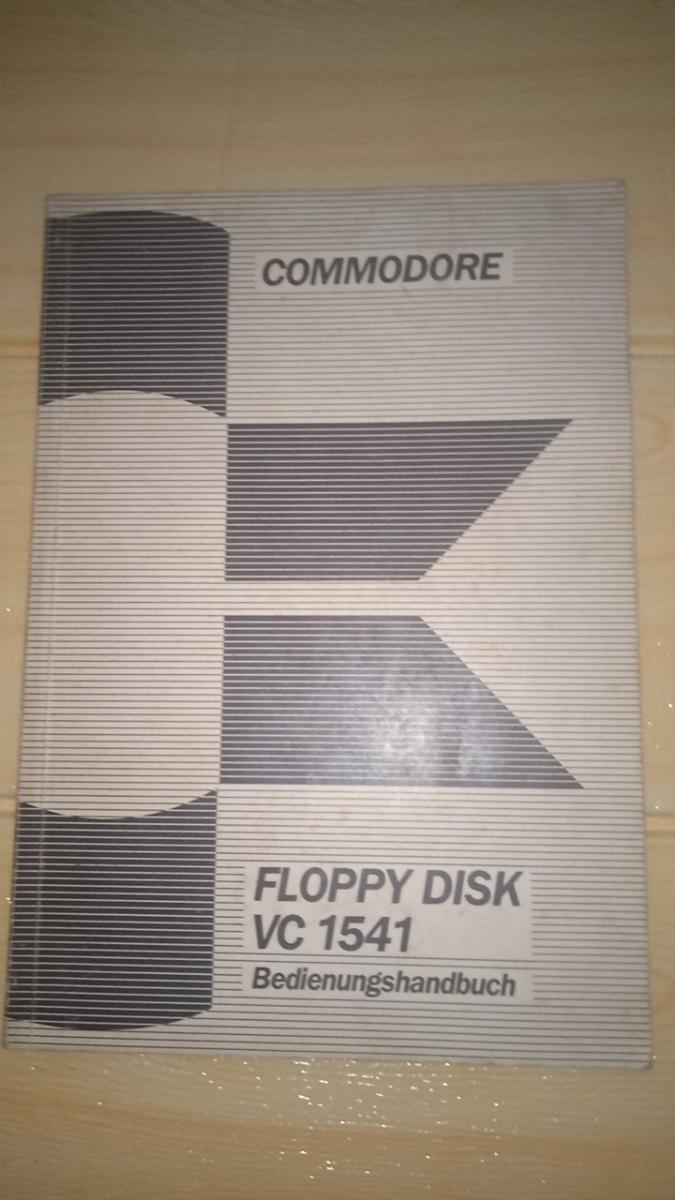 COMMODORE
FLOPPY DISK
VC 1541
Bedienungshandbuch